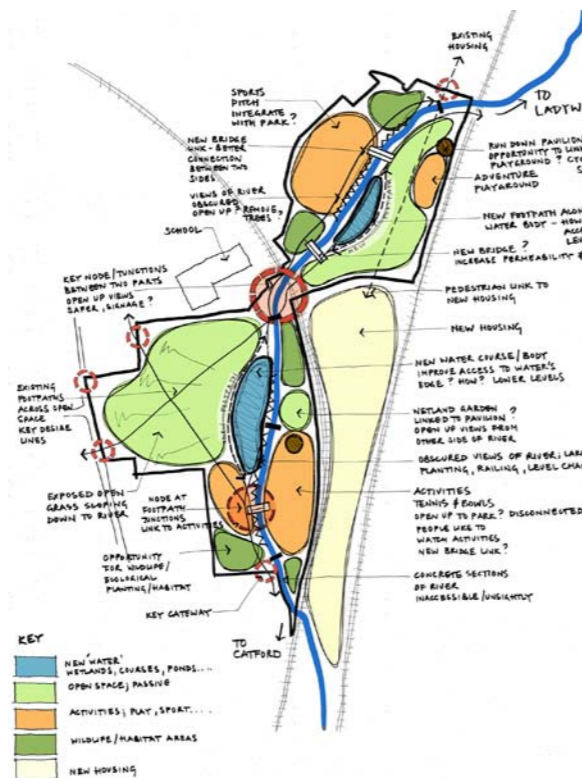 EXISTING
HOUSING
TO
LADYW
SPORTS
PITCH
INTEGRATE
WITH PARK?
NEW BRIDGE
LINK - BETTER
CONNECTION
BETWEEN TWO
SIDES
VIEWS OF RIVER
OBSCURED
OPEN UP? REMOVE
TREES?
SCHOOL
KEY NODE/JUNCTIONS
BETWEEN TWO PARTS
OPEN UP VIEWS
SAFER, SIGNAGE?
EXISTING
FOOTPATHS
ACROSS OPEN
SPACE
KEY DESIRE
LINES
EXPOSED OPEN
GRASS SLOPING
DOWN TO RIVER
NODE AT
FOOTPATH
JUNCTIONS
LINK TO ACTIVITIES
OPPORTUNITY
FOR WILDLIFE/
ECOLOGICAL
PLANTING/HABITAT
KEY GATEWAY
TO
CATFORD
RUN DOWN PAVILION
OPPORTUNITY TO LINK
PLAYGROUND? CY
S
ADVENTURE
PLAYGROUND
NEW FOOTPATH ALON
WATER BODY - HOW
ACC
LEV
NEW BRIDGE?
INCREASE PERMEABILITY &
PEDESTRIAN LINK TO
NEW HOUSING
NEW HOUSING
NEW WATER COURSE/BODY
IMPROVE ACCESS TO WATER'S
EDGE? HOW? LOWER LEVELS
WETLAND GARDEN
LINKED TO PAVILION?
OPEN UP VIEWS FROM
OTHER SIDE OF RIVER
OBSCURED VIEWS OF RIVER; LAR
PLANTING, RAILING, LEVEL CHA
ACTIVITIES
TENNIS & BOWLS
OPEN UP TO PARK? DISCONNECTED
PEOPLE LIKE TO
WATCH ACTIVITIES
NEW BRIDGE LINK?
CONCRETE SECTIONS
OF RIVER
INACCESSIBLE/UNSIGHTLY
KEY
NEW 'WATER'
WETLANDS, COURSES, PONDS....
OPEN SPACE; PASSIVE
ACTIVITIES; PLAY, SPORT.....
WILDLIFE/HABITAT AREAS
NEW HOUSING